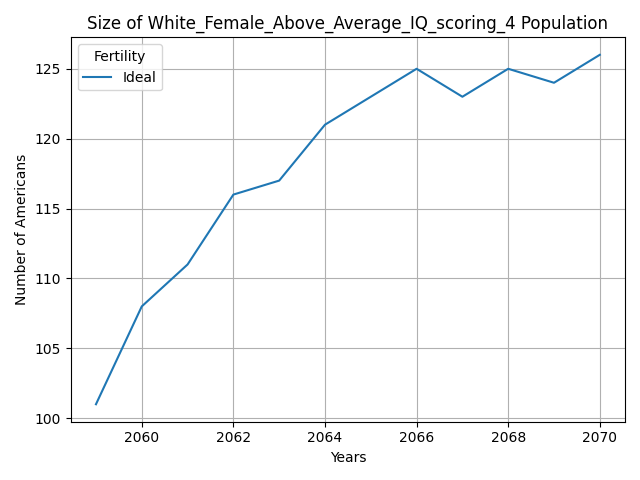 Size of White_Female_Above_Average_IQ_scoring_4 Population
Fertility
Ideal
125
120
115
110
105
100
Number of Americans
2060 2062 2064 2066 2068 2070
Years